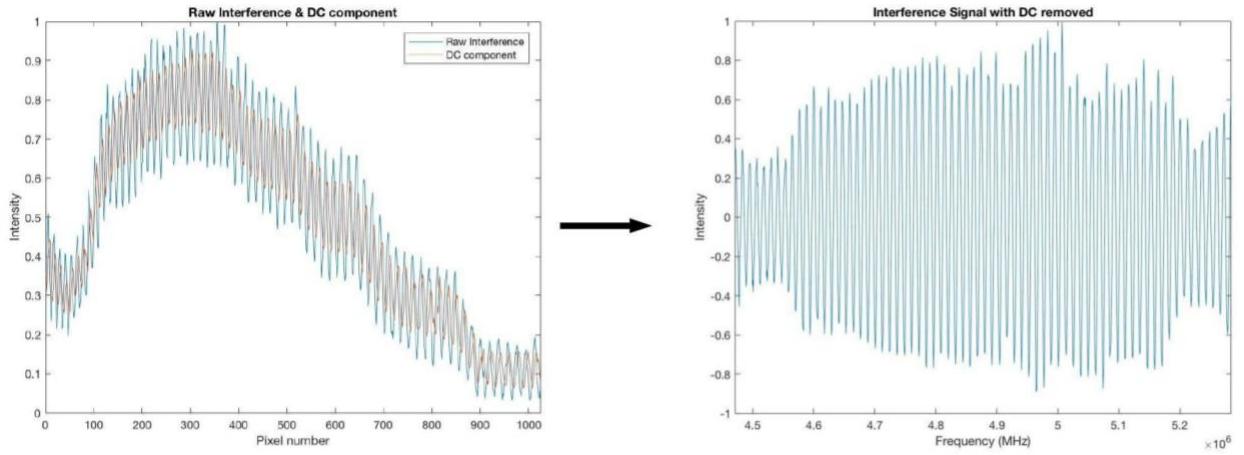 Raw Interference & DC component
Raw Interference
DC component
1
0.9
0.8
0.7
0.6
0.5
0.4
0.3
0.2
0.1
0
Intensity
0 100 200 300 400 500 600 700 800 900 1000
Pixel number
Interference Signal with DC removed
1
0.8
0.6
0.4
0.2
0
-0.2
-0.4
-0.6
-0.8
-1
Intensity
4.5 4.6 4.7 4.8 4.9 5 5.1 5.2
Frequency (MHz)
×10⁶